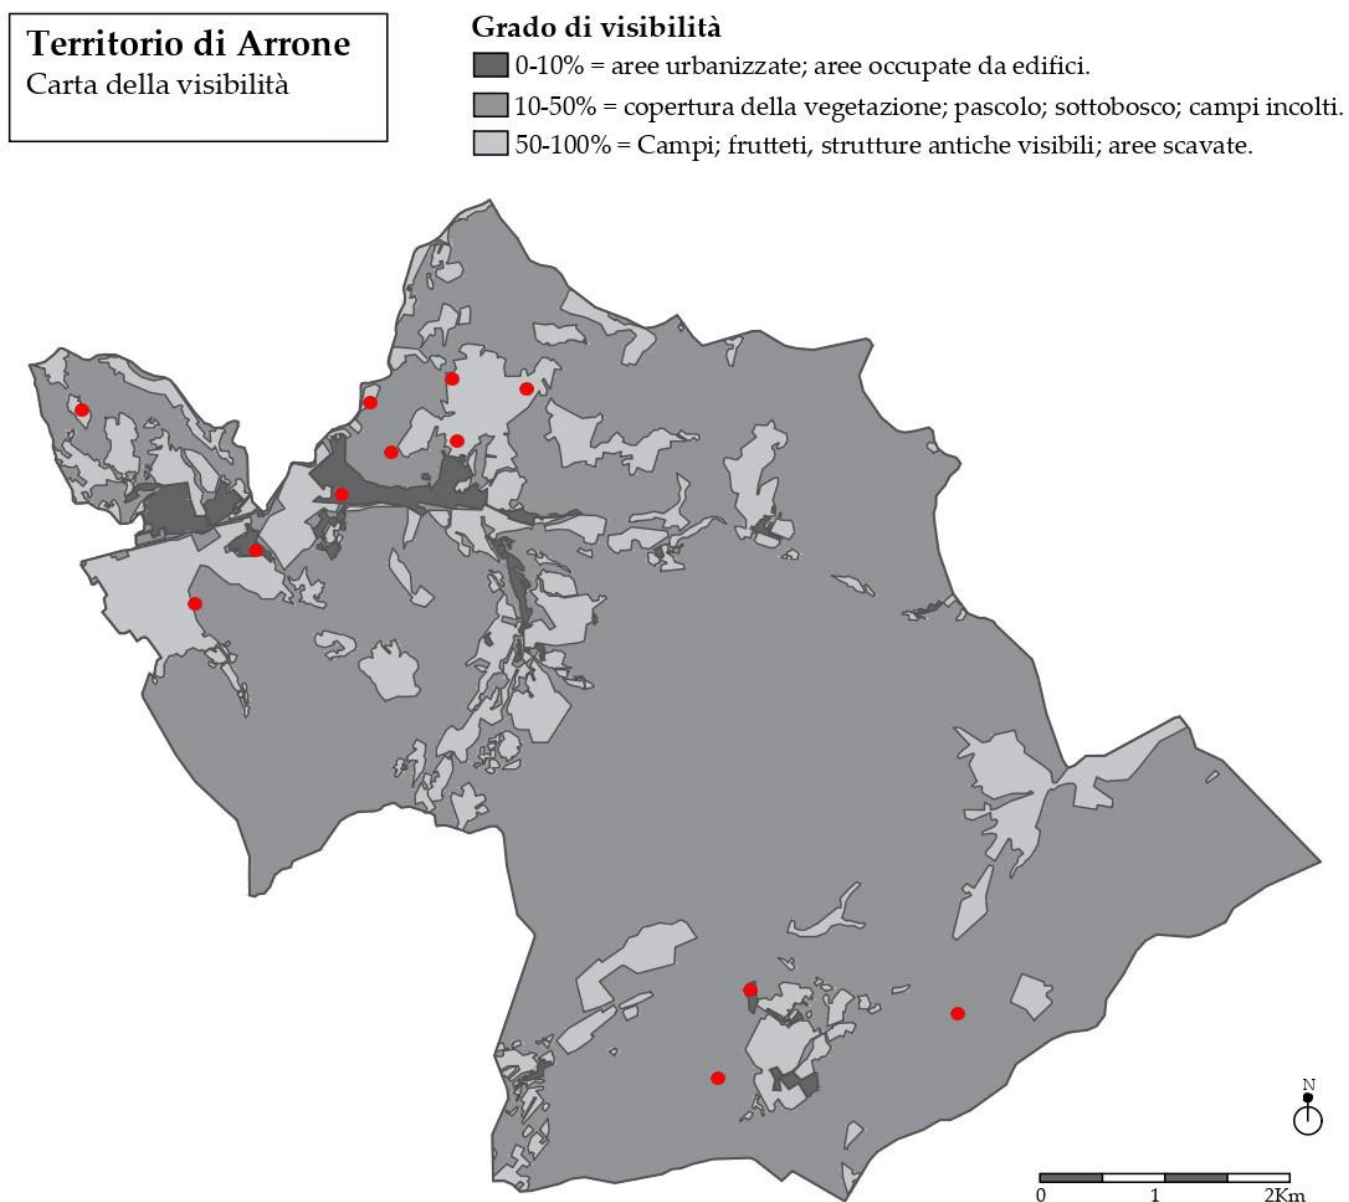 Territorio di Arrone
Carta della visibilità
Grado di visibilità
0-10% = aree urbanizzate; aree occupate da edifici.
10-50% = copertura della vegetazione; pascolo; sottobosco; campi incolti.
50-100% = Campi; frutteti, strutture antiche visibili; aree scavate.
N
0 1 2Km